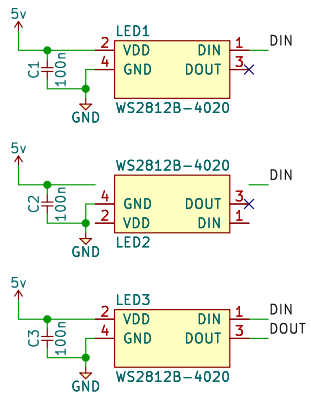 5v
LED1
2 VDD DIN 1 DIN
4 GND DOUT 3
C1 100n
GND
WS2812B-4020
5v
WS2812B-4020
DIN
4 GND DOUT 3
C2 100n
2 VDD DIN 1
GND
LED2
5v
LED3
2 VDD DIN 1 DIN
4 GND DOUT 3 DOUT
C3 100n
GND
WS2812B-4020